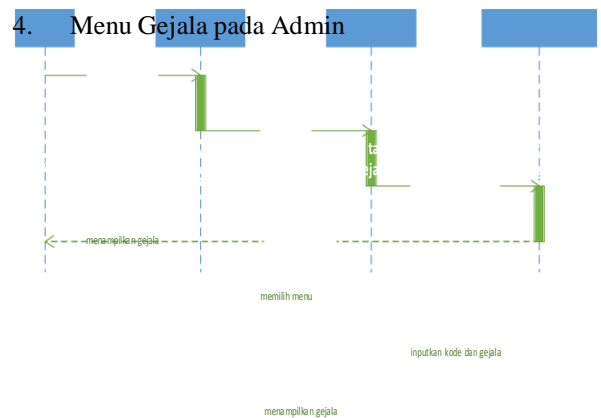 4. Menu Gejala pada Admin
menampilkan gejala
memilih menu
inputkan kode dan gejala
menampilkan gejala